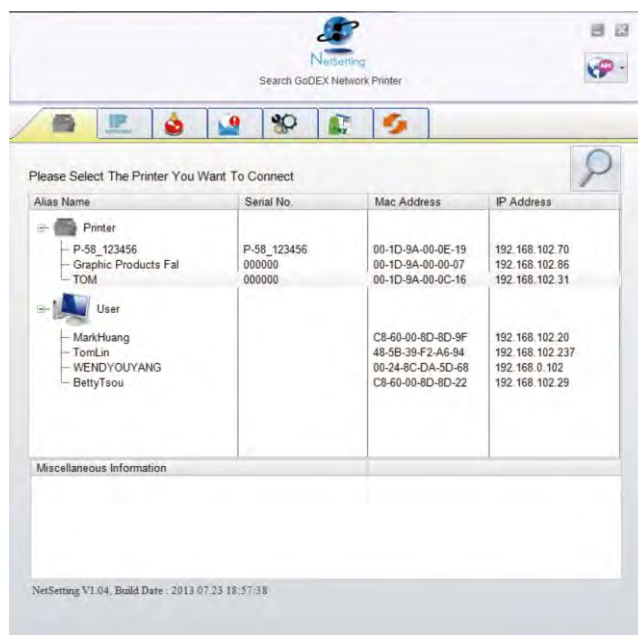 NetSetting
Search GoDEX Network Printer
ABC
IP
Please Select The Printer You Want To Connect
Alias Name Serial No. Mac Address IP Address
Printer
P-58_123456 P-58_123456 00-1D-9A-00-0E-19 192.168.102.70
Graphic Products Fal 000000 00-1D-9A-00-00-07 192.168.102.86
TOM 000000 00-1D-9A-00-0C-16 192.168.102.31
User
MarkHuang C8-60-00-8D-8D-9F 192.168.102.20
TomLin 48-5B-39-F2-A6-94 192.168.102.237
WENDYOUYANG 00-24-8C-DA-5D-68 192.168.0.102
BettyTsou C8-60-00-8D-8D-22 192.168.102.29
Miscellaneous Information
NetSetting V1.04, Build Date : 2013.07.23 18:57:38